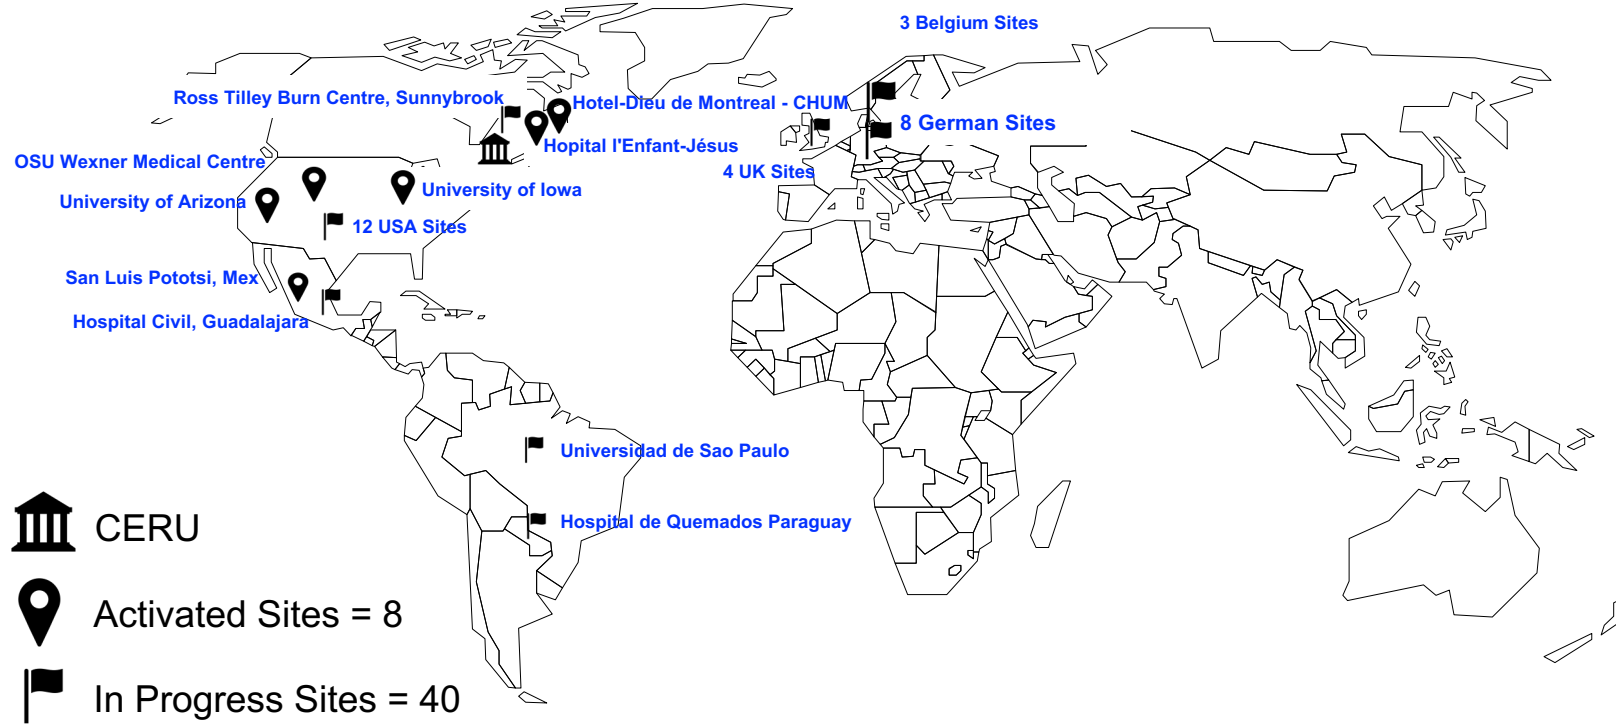 3 Belgium Sites
Ross Tilley Burn Centre, Sunnybrook
Hotel-Dieu de Montreal - CHUM
8 German Sites
Hopital l'Enfant-Jésus
OSU Wexner Medical Centre
4 UK Sites
University of Arizona
University of Iowa
12 USA Sites
San Luis Pototsi, Mex
Hospital Civil, Guadalajara
Universidad de Sao Paulo
Hospital de Quemados Paraguay
CERU
Activated Sites = 8
In Progress Sites = 40